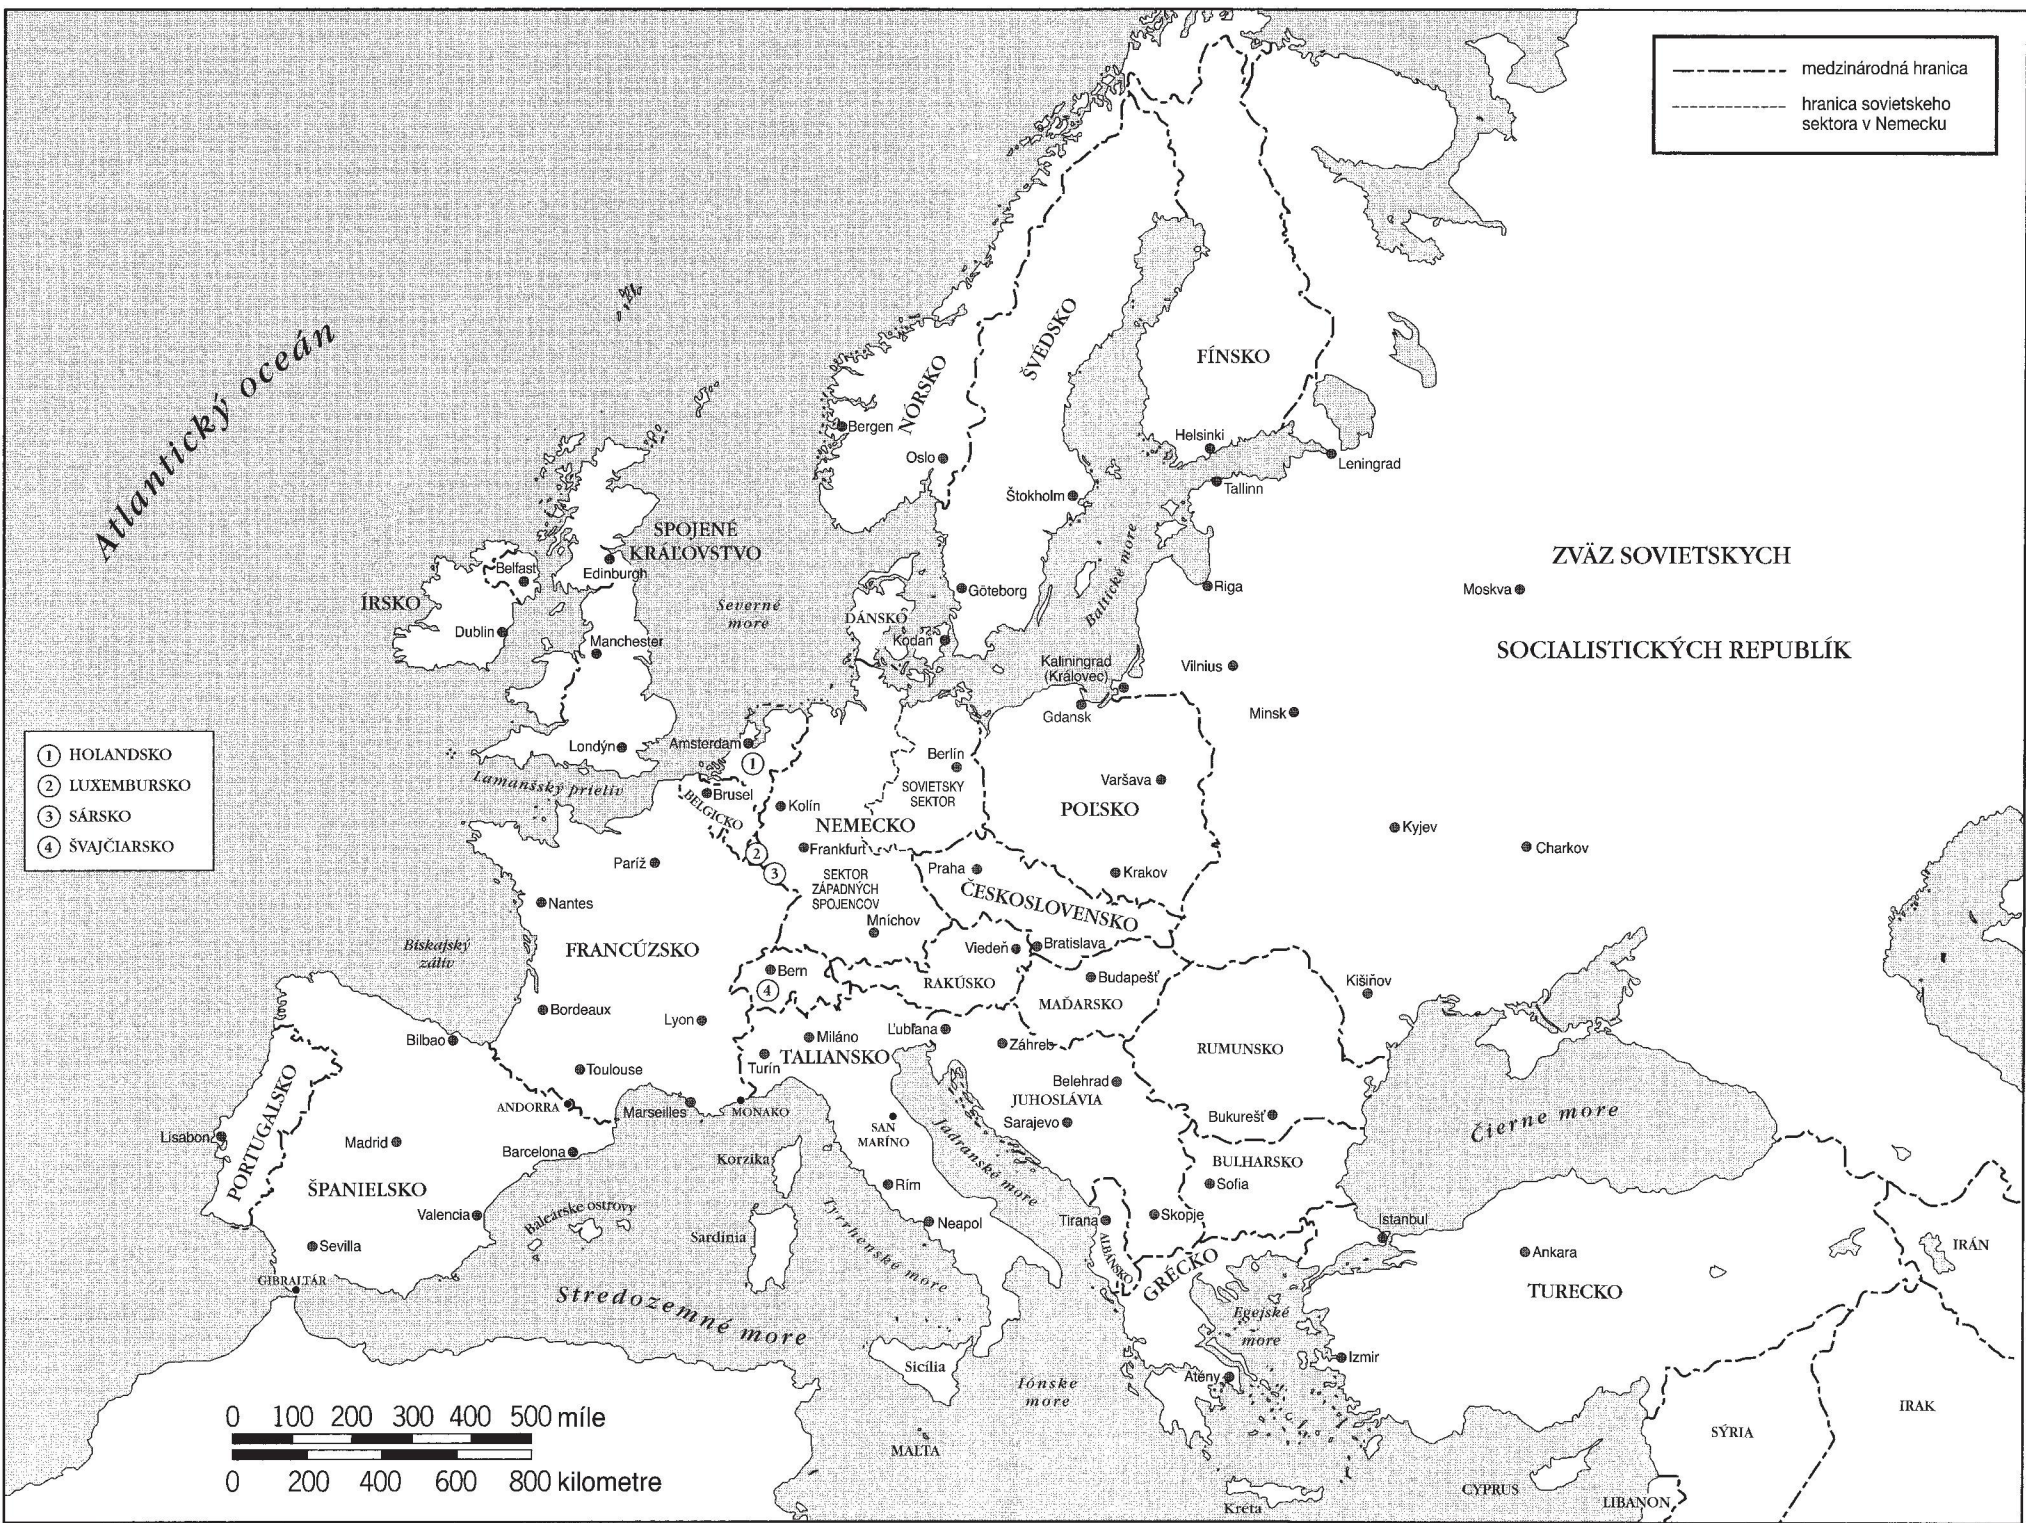 medzinárodná hranica
hranica sovietskeho
sektora v Nemecku
Atlantický oceán
NÓRSKO
ŠVÉDSKO
FÍNSKO
Bergen
Oslo
Helsinki
Leningrad
Štokholm
Tallinn
SPOJENÉ
KRÁĽOVSTVO
Baltické more
ZVÄZ SOVIETSKYCH
Belfast
Edinburgh
Göteborg
Riga
Moskva
ÍRSKO
Severné
more
DÁNSKO
Dublin
Manchester
Kodaň
SOCIALISTICKÝCH REPUBLÍK
Kaliningrad
(Královec)
Vilnius
Gdansk
Minsk
1 HOLANDSKO
2 LUXEMBURSKO
3 SÁRSKO
4 ŠVAJČIARSKO
Londýn
Amsterdam
1
Berlín
Lamanšský prieliv
Brusel
BELGICKO
SOVIETSKY
SEKTOR
Varšava
Kolín
POĽSKO
NEMECKO
Kyjev
Charkov
Frankfurt
2
3
Paríž
SEKTOR
ZÁPADNÝCH
SPOJENCOV
Praha
Krakov
ČESKOSLOVENSKO
Nantes
Mníchov
Biskajský
záliv
FRANCÚZSKO
Viedeň
Bratislava
Bern
4
RAKÚSKO
Budapešť
MAĎARSKO
Kišiňov
Bordeaux
Lyon
Miláno
Ľubľana
Záhreb
Bilbao
TALIANSKO
Turín
RUMUNSKO
Toulouse
Belehrad
JUHOSLÁVIA
ANDORRA
Marseilles
MONAKO
SAN
MARÍNO
Sarajevo
Bukurešť
Čierne more
PORTUGALSKO
Lisabon
Madrid
Barcelona
Korzika
Jadranské more
BULHARSKO
Sofia
ŠPANIELSKO
Rím
Valencia
Baleárske ostrovy
Sardínia
Tyrrhenské more
Neapol
Tirana
Skopje
Istanbul
Sevilla
ALBÁNSKO
GRÉCKO
Ankara
IRÁN
GIBRALTÁR
Stredozemné more
TURECKO
Egejské
more
Sicília
Izmir
Atény
Iónske
more
0 100 200 300 400 500 míle
0 200 400 600 800 kilometre
MALTA
SÝRIA
IRAK
CYPRUS
LIBANON
Kréta